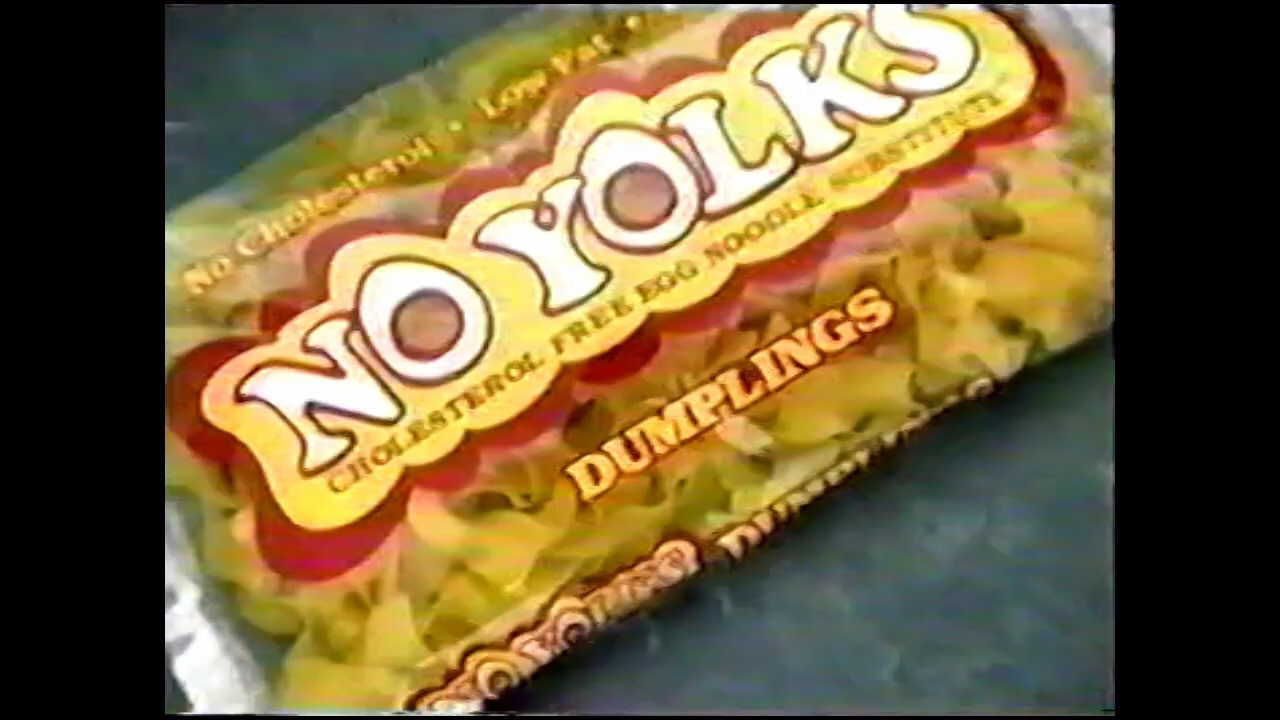 No Cholesterol • Low Fat •
NO YOLKS
CHOLESTEROL FREE EGG NOODLE SUBSTITUTE
DUMPLINGS
NO YOLKS DUMPLINGS